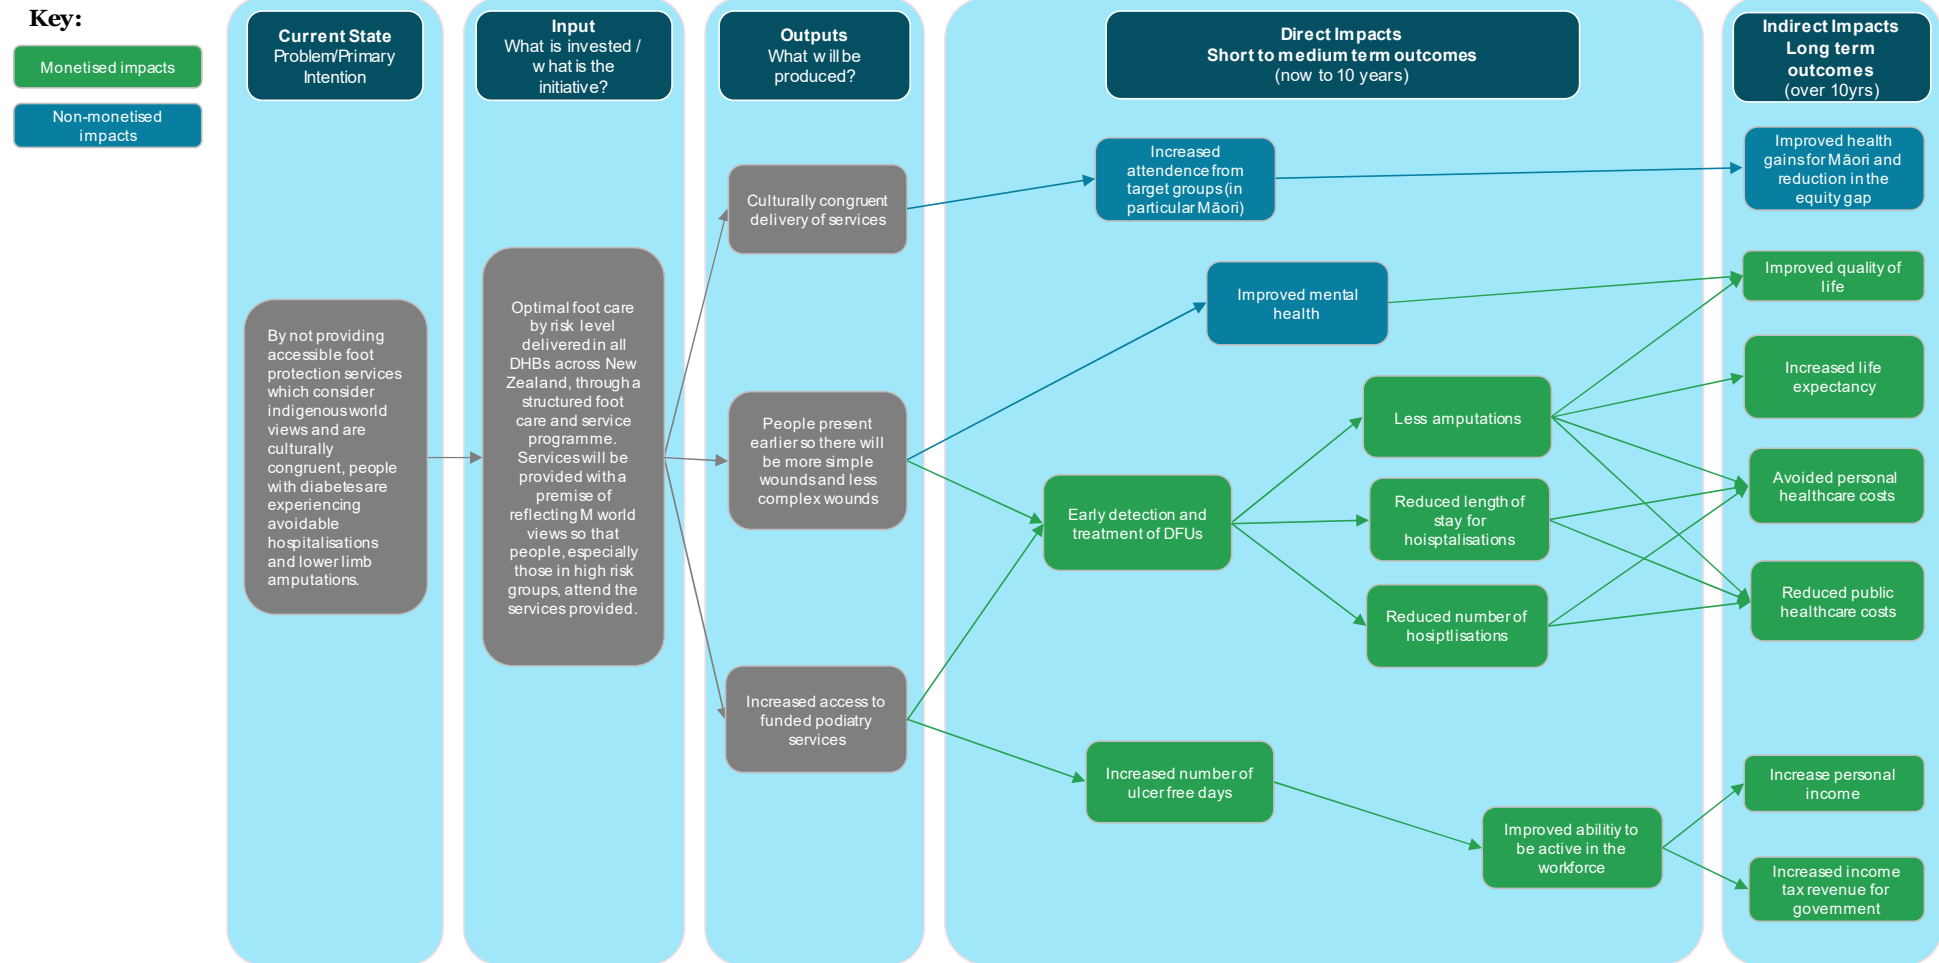 Key:
Monetised impacts
Non-monetised
impacts
Current State
Problem/Primary
Intention
By not providing
accessible foot
protection services
which consider
indigenous world
views and are
culturally
congruent, people
with diabetes are
experiencing
avoidable
hospitalisations
and lower limb
amputations.
Input
What is invested /
what is the
initiative?
Optimal foot care
by risk level
delivered in all
DHBs across New
Zealand, through a
structured foot
care and service
programme.
Services will be
provided with a
premise of
reflecting M world
views so that
people, especially
those in high risk
groups, attend the
services provided.
Outputs
What will be
produced?
Culturally congruent
delivery of services
People present
earlier so there will
be more simple
wounds and less
complex wounds
Increased access to
funded podiatry
services
Direct Impacts
Short to medium term outcomes
(now to 10 years)
Increased
attendence from
target groups (in
particular Māori)
Improved mental
health
Less amputations
Early detection and
treatment of DFUs
Reduced length of
stay for
hoisptalisations
Reduced number of
hosiptlisations
Increased number of
ulcer free days
Improved abilitiy to
be active in the
workforce
Indirect Impacts
Long term
outcomes
(over 10yrs)
Improved health
gains for Māori and
reduction in the
equity gap
Improved quality of
life
Increased life
expectancy
Avoided personal
healthcare costs
Reduced public
healthcare costs
Increase personal
income
Increased income
tax revenue for
government